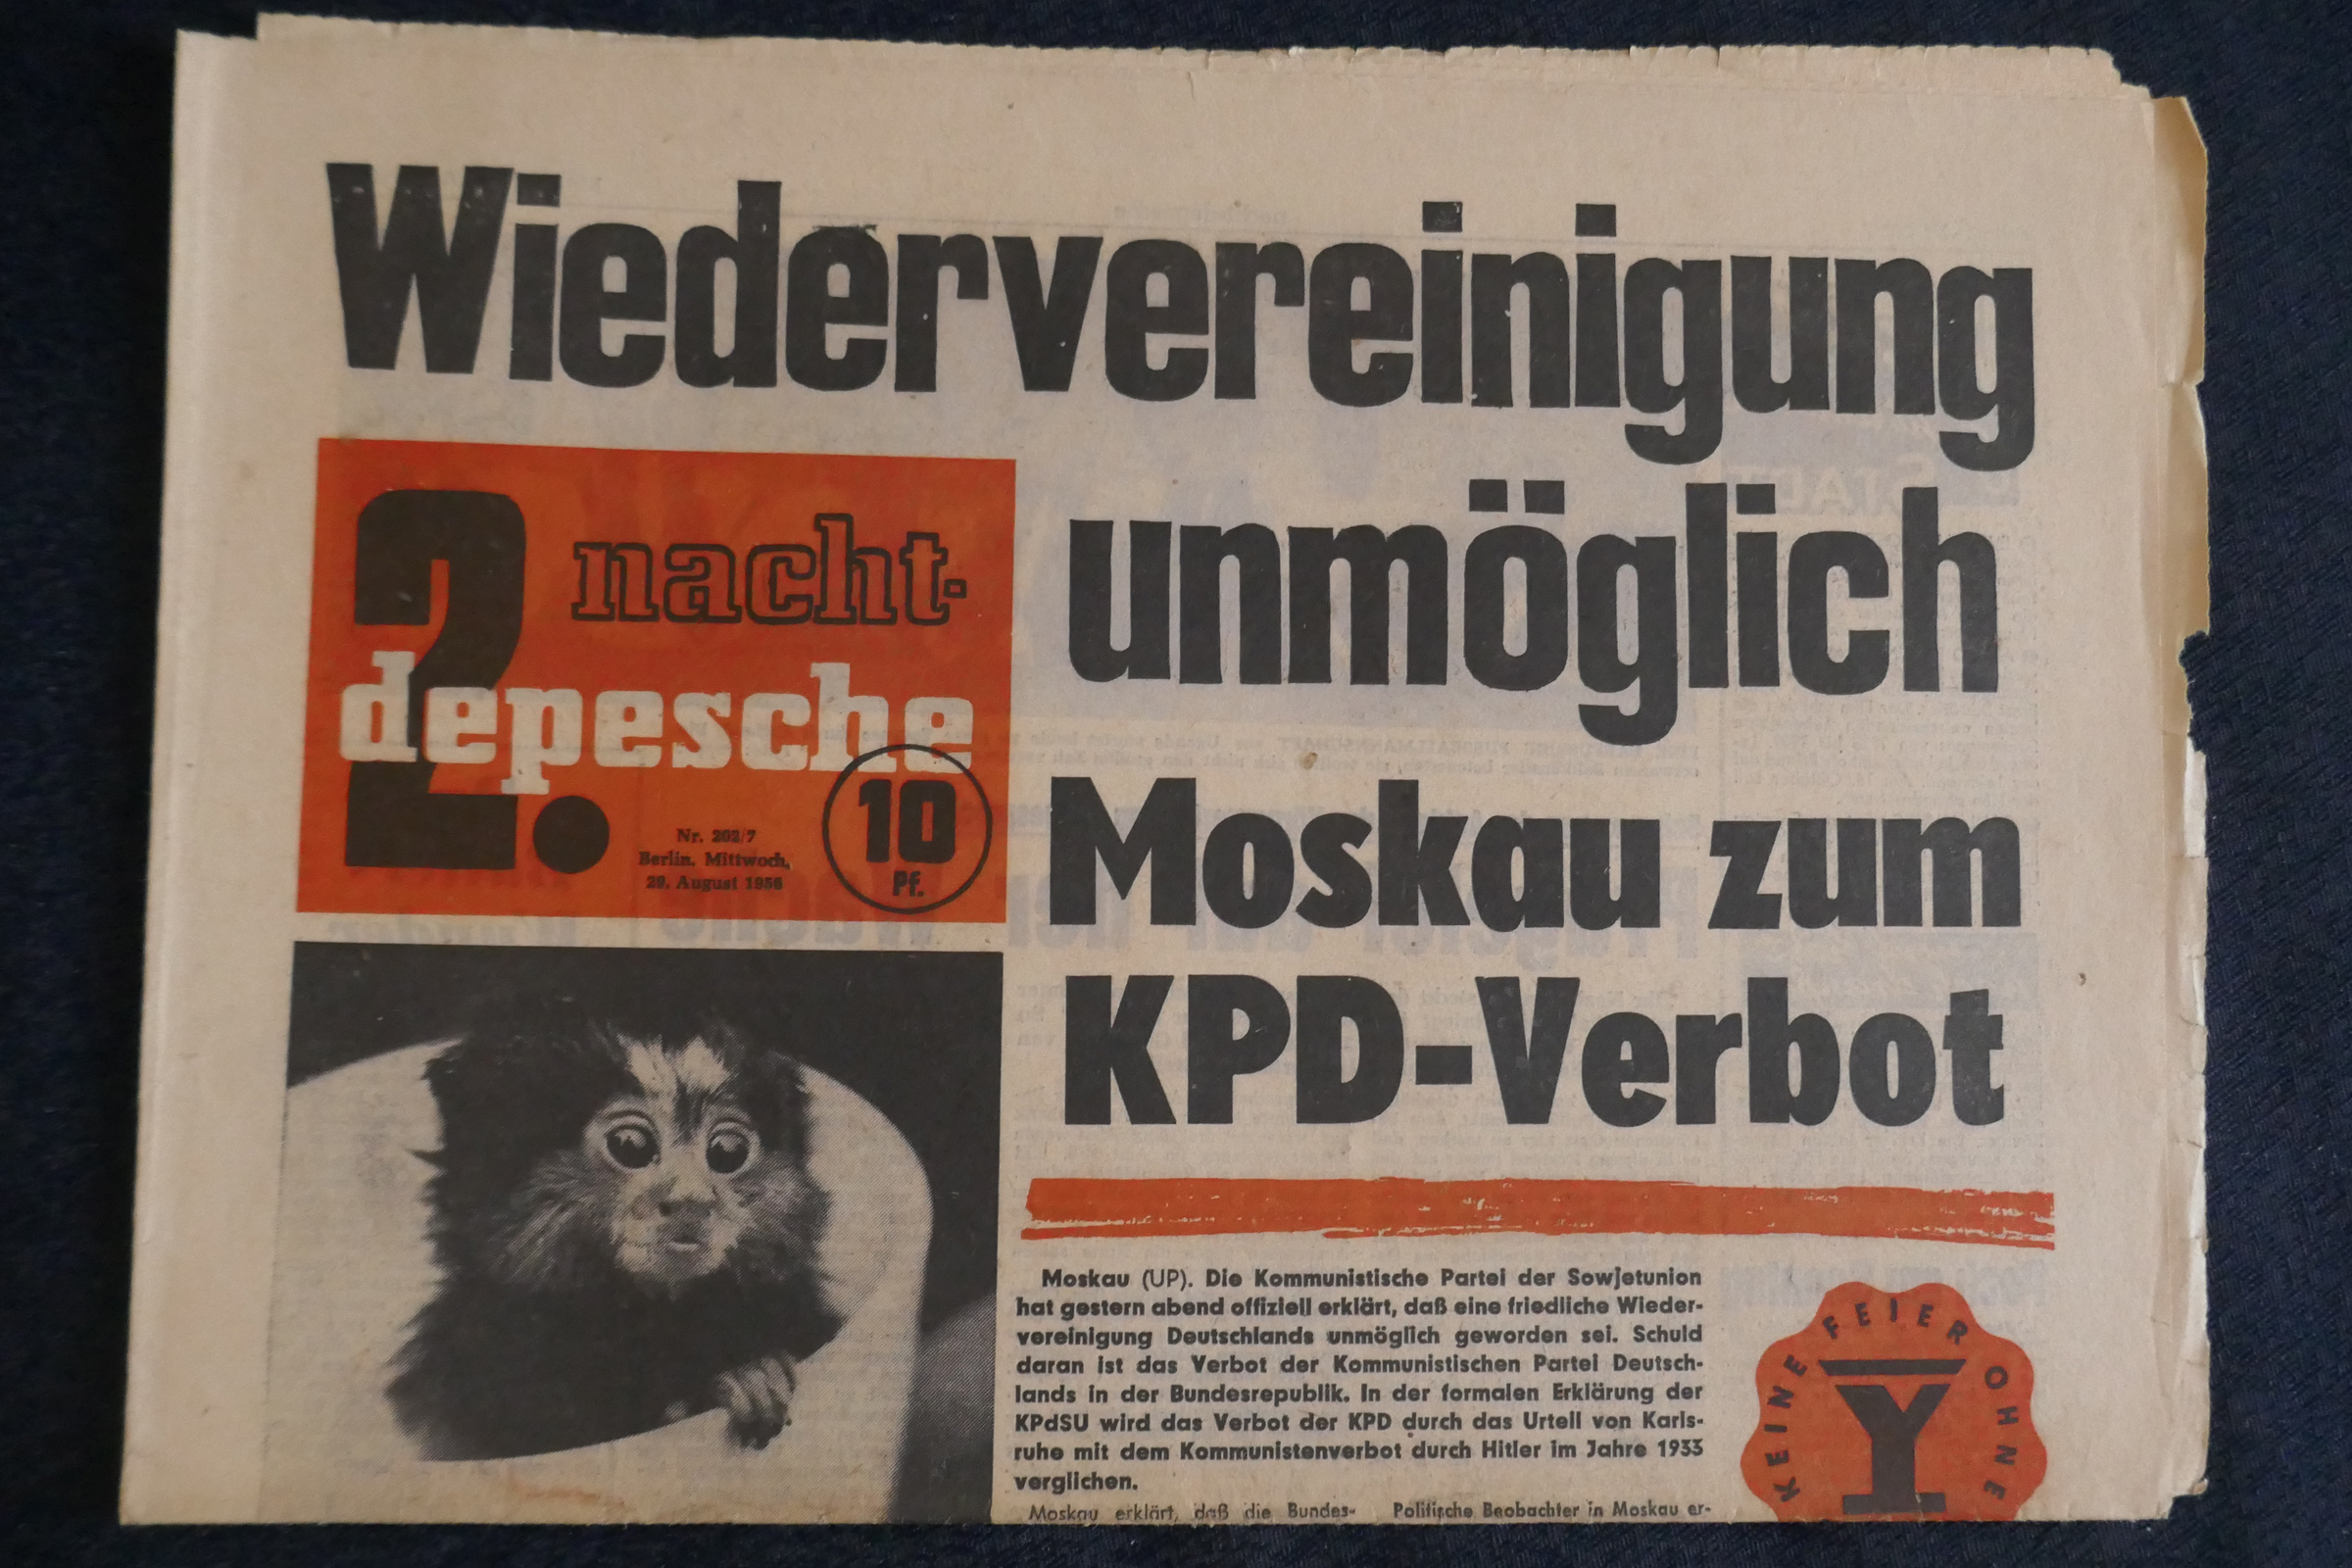 Wiedervereinigung
unmöglich
Moskau zum
KPD-Verbot
2.
nacht-
depesche
Nr. 202/7
Berlin, Mittwoch,
29. August 1956
10
Pf.
Moskau (UP). Die Kommunistische Partei der Sowjetunion
hat gestern abend offiziell erklärt, daß eine friedliche Wieder-
vereinigung Deutschlands unmöglich geworden sei. Schuld
daran ist das Verbot der Kommunistischen Partei Deutsch-
lands in der Bundesrepublik. In der formalen Erklärung der
KPdSU wird das Verbot der KPD durch das Urteil von Karls-
ruhe mit dem Kommunistenverbot durch Hitler im Jahre 1933
verglichen.
Moskau erklärt, daß die Bundes-
Politische Beobachter in Moskau er-
KEINE FEIER OHNE
Y